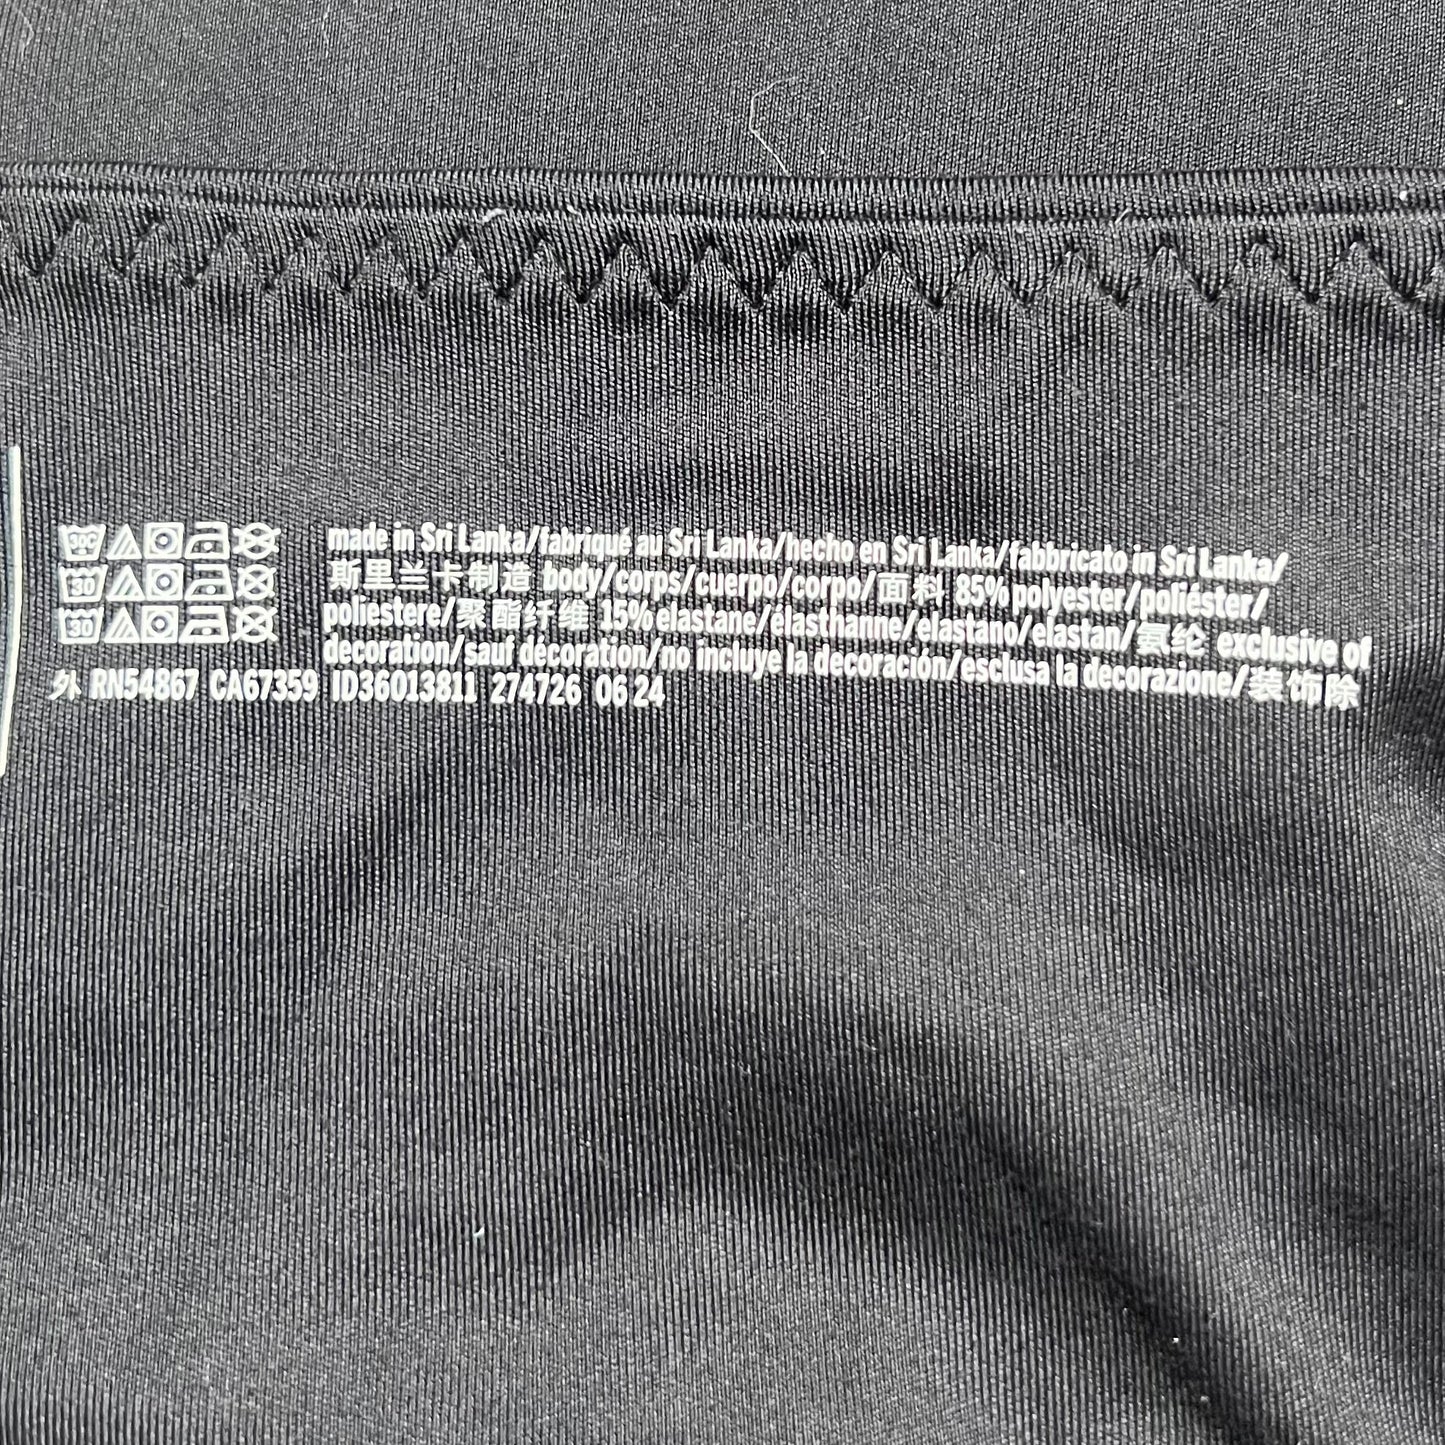 30C
30
30
made in Sri Lanka/fabriqué au Sri Lanka/hecho en Sri Lanka/fabbricato in Sri Lanka/
斯里兰卡制造 body/corps/cuerpo/corpo/面料 85% polyester/poliéster/
poliestere/聚酯纤维 15% elastane/élasthanne/elastano/elastan/氨纶 exclusive of
decoration/sauf décoration/no incluye la decoración/esclusa la decorazione/装饰除
外 RN54867 CA67359 ID36013811 274726 06 24